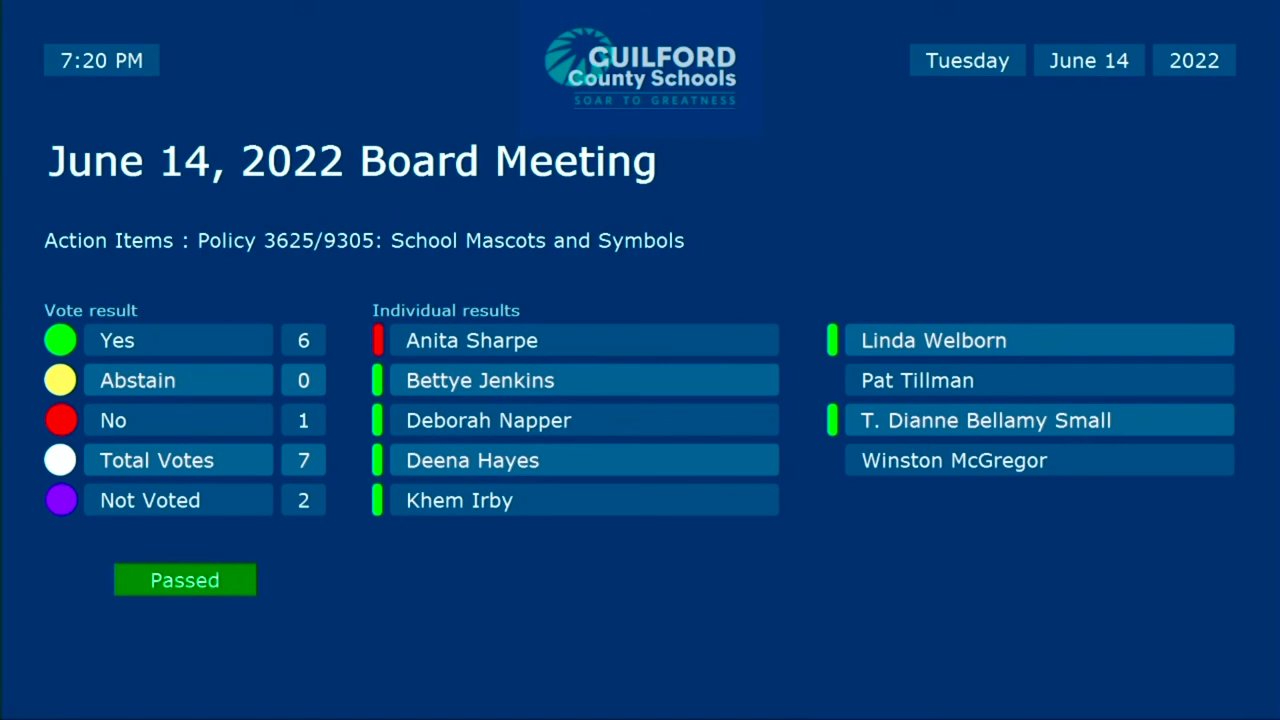 7:20 PM
GUILFORD
County Schools
SOAR TO GREATNESS
Tuesday June 14 2022
June 14, 2022 Board Meeting
Action Items : Policy 3625/9305: School Mascots and Symbols
Vote result
Yes 6
Abstain 0
No 1
Total Votes 7
Not Voted 2
Passed
Individual results
Anita Sharpe
Bettye Jenkins
Deborah Napper
Deena Hayes
Khem Irby
Linda Welborn
Pat Tillman
T. Dianne Bellamy Small
Winston McGregor